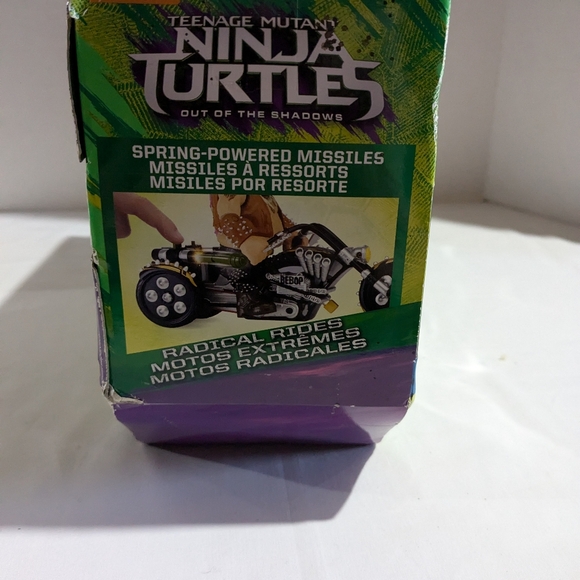 TEENAGE MUTANT
NINJA
TURTLES
OUT OF THE SHADOWS
SPRING-POWERED MISSILES
MISSILES À RESSORTS
MISILES POR RESORTE
BEBOP
RADICAL RIDES
MOTOS EXTRÊMES
MOTOS RADICALES